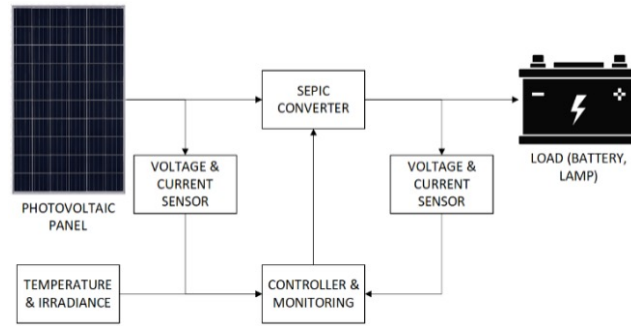 SEPIC
CONVERTER
LOAD (BATTERY,
LAMP)
VOLTAGE &
CURRENT
SENSOR
VOLTAGE &
CURRENT
SENSOR
PHOTOVOLTAIC
PANEL
TEMPERATURE
& IRRADIANCE
CONTROLLER &
MONITORING